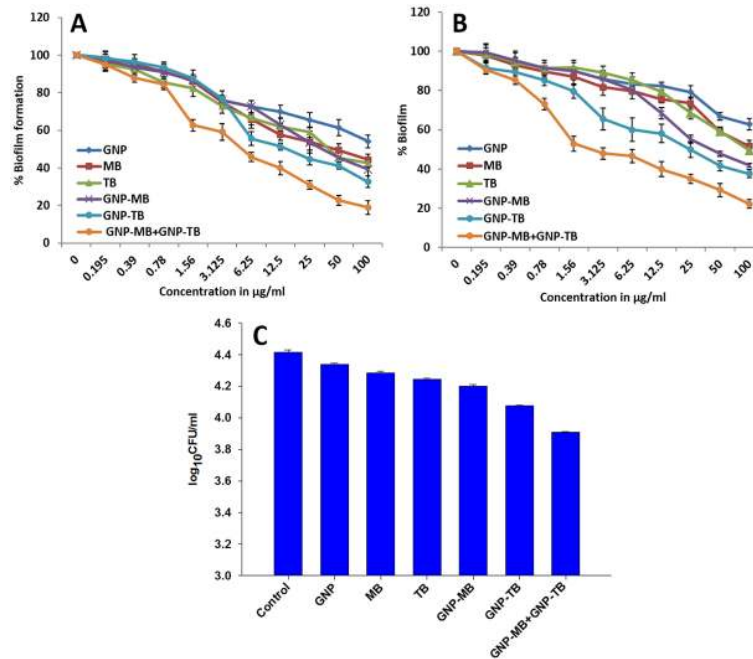 A
120
100
80
60
40
20
0
% Biofilm formation
GNP
MB
TB
GNP-MB
GNP-TB
GNP-MB+GNP-TB
0 0.195 0.39 0.78 1.56 3.125 6.25 12.5 25 50 100
Concentration in µg/ml
B
120
100
80
60
40
20
0
% Biofilm
GNP
MB
TB
GNP-MB
GNP-TB
GNP-MB+GNP-TB
0 0.195 0.39 0.78 1.56 3.125 6.25 12.5 25 50 100
Concentration in µg/ml
C
4.6
4.4
4.2
4.0
3.8
3.6
3.4
3.2
3.0
log10CFU/ml
Control GNP MB TB GNP-MB GNP-TB GNP-MB+GNP-TB